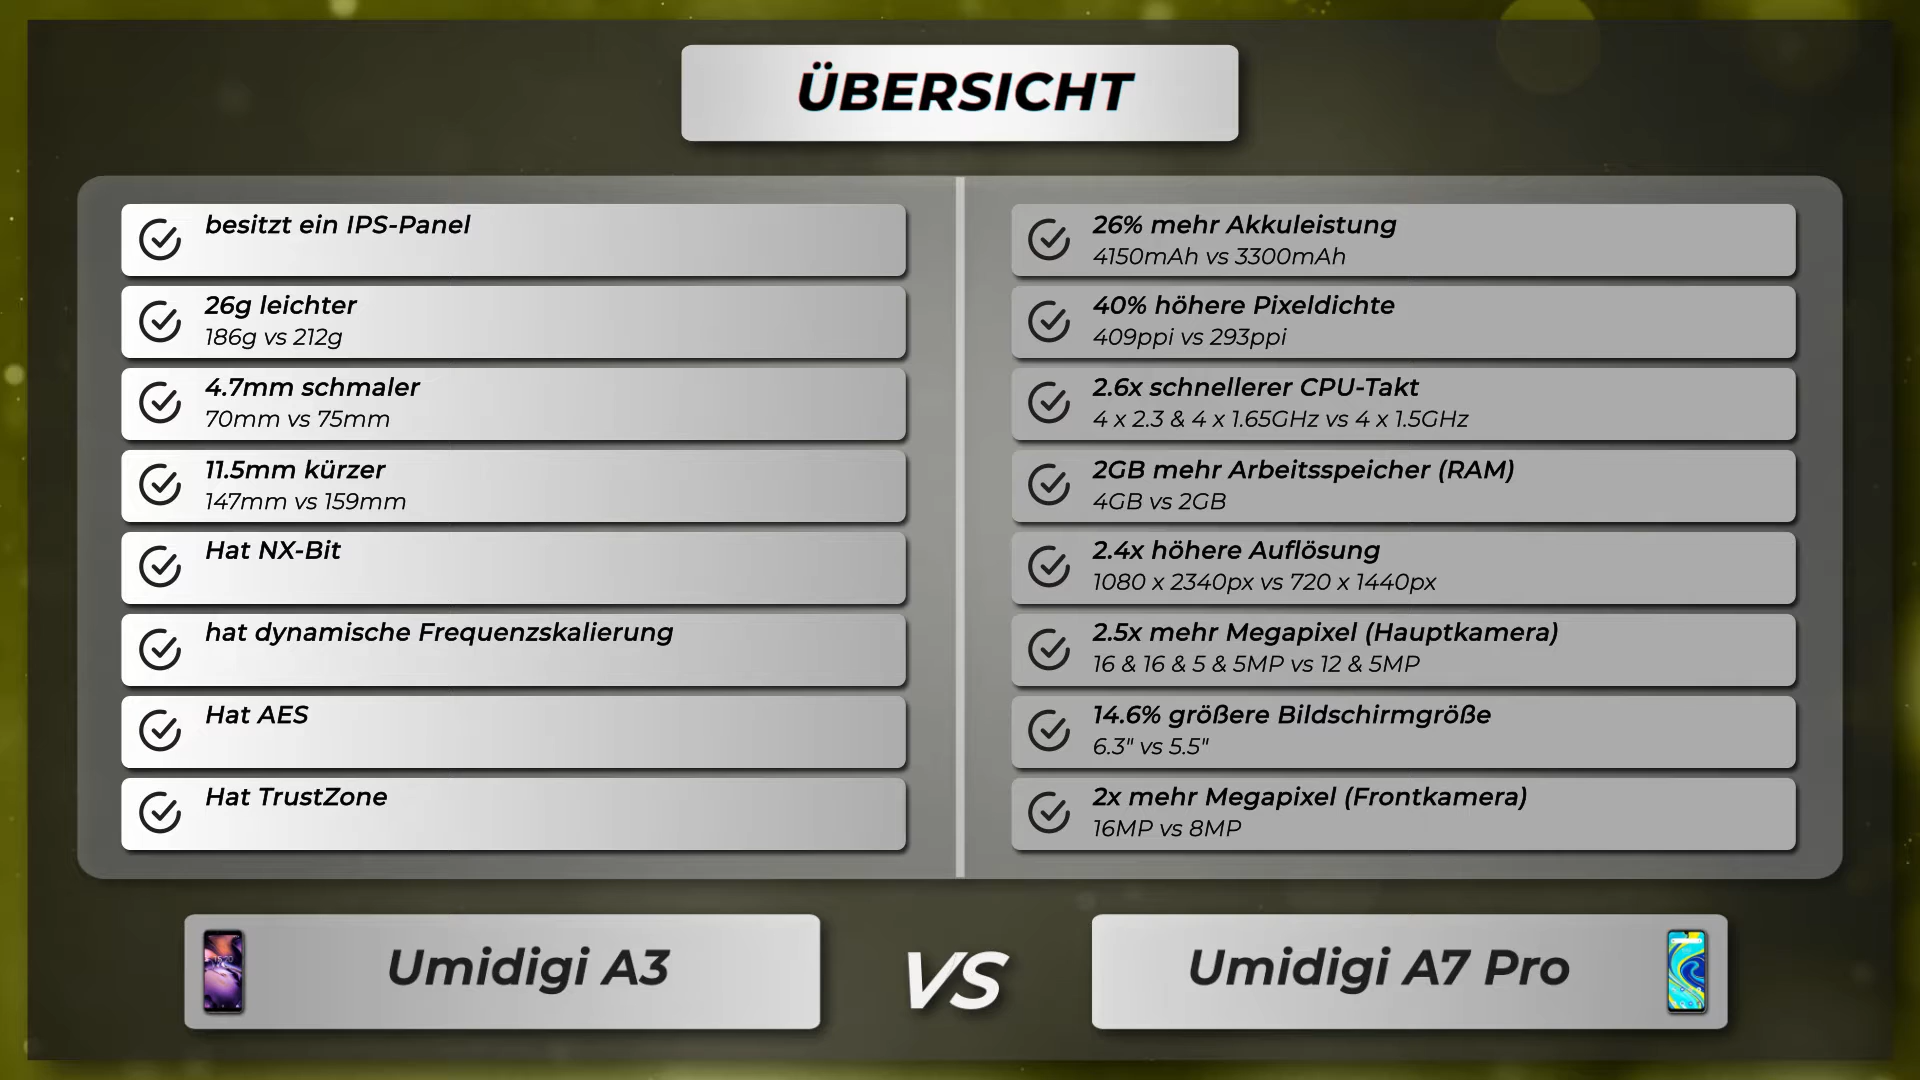 ÜBERSICHT
besitzt ein IPS-Panel
26g leichter
186g vs 212g
4.7mm schmaler
70mm vs 75mm
11.5mm kürzer
147mm vs 159mm
Hat NX-Bit
hat dynamische Frequenzskalierung
Hat AES
Hat TrustZone
26% mehr Akkuleistung
4150mAh vs 3300mAh
40% höhere Pixeldichte
409ppi vs 293ppi
2.6x schnellerer CPU-Takt
4 x 2.3 & 4 x 1.65GHz vs 4 x 1.5GHz
2GB mehr Arbeitsspeicher (RAM)
4GB vs 2GB
2.4x höhere Auflösung
1080 x 2340px vs 720 x 1440px
2.5x mehr Megapixel (Hauptkamera)
16 & 16 & 5 & 5MP vs 12 & 5MP
14.6% größere Bildschirmgröße
6.3" vs 5.5"
2x mehr Megapixel (Frontkamera)
16MP vs 8MP
Umidigi A3
VS
Umidigi A7 Pro